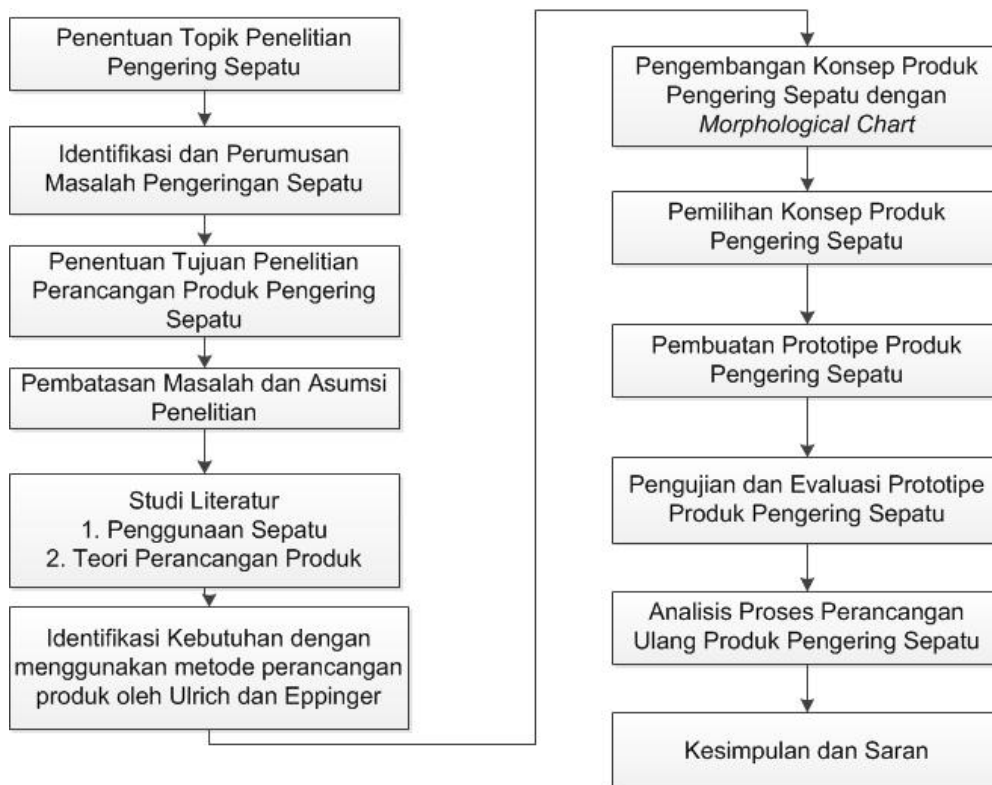 Penentuan Topik Penelitian
Pengering Sepatu
Identifikasi dan Perumusan
Masalah Pengeringan Sepatu
Penentuan Tujuan Penelitian
Perancangan Produk Pengering
Sepatu
Pembatasan Masalah dan Asumsi
Penelitian
Studi Literatur
1. Penggunaan Sepatu
2. Teori Perancangan Produk
Identifikasi Kebutuhan dengan
menggunakan metode perancangan
produk oleh Ulrich dan Eppinger
Pengembangan Konsep Produk
Pengering Sepatu dengan
Morphological Chart
Pemilihan Konsep Produk
Pengering Sepatu
Pembuatan Prototipe Produk
Pengering Sepatu
Pengujian dan Evaluasi Prototipe
Produk Pengering Sepatu
Analisis Proses Perancangan
Ulang Produk Pengering Sepatu
Kesimpulan dan Saran